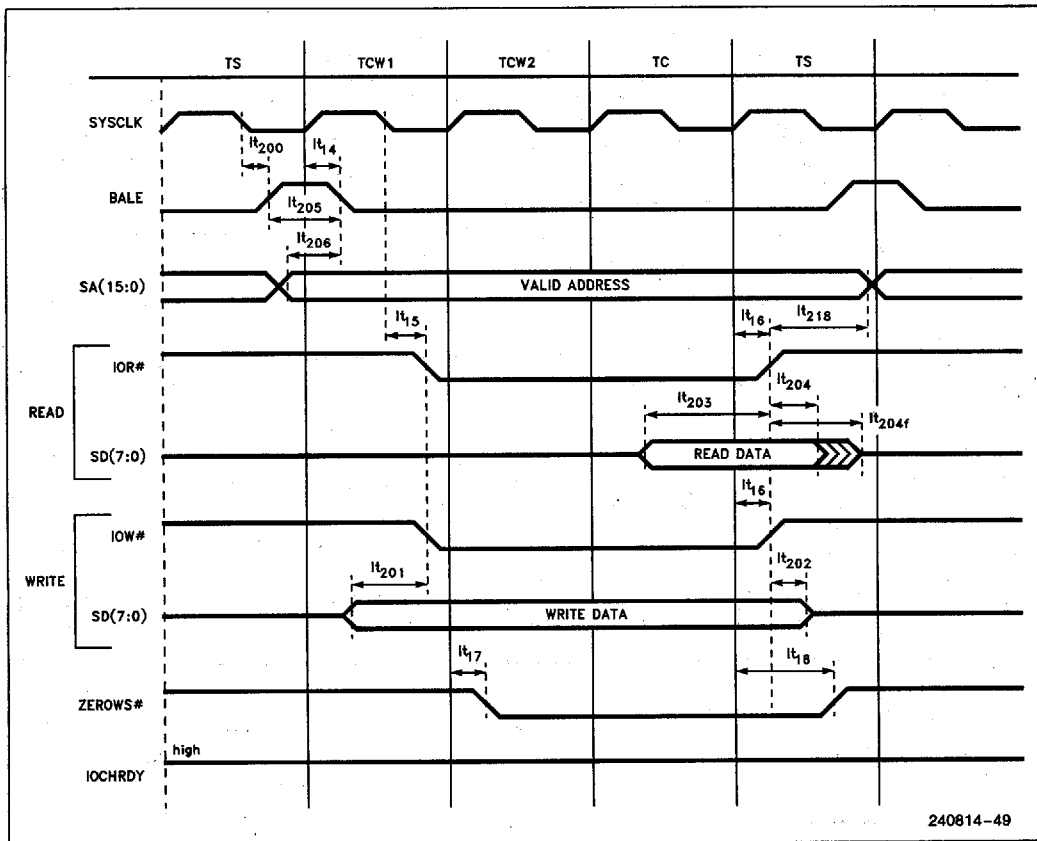 TS TCW1 TCW2 TC TS
SYSCLK
It200 It14
BALE
It205
It206
SA(15:0) VALID ADDRESS
It15 It16 It218
IOR#
It204
READ It203 It204f
SD(7:0) READ DATA
It16
IOW#
It202
WRITE It201
SD(7:0) WRITE DATA
It17 It18
ZEROWS#
high
IOCHRDY
240814-49